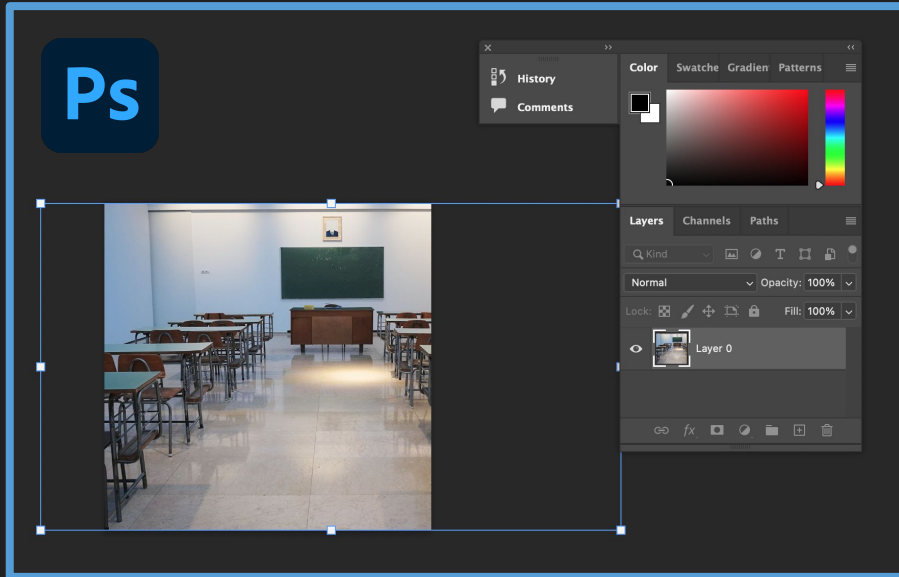 Ps
History
Comments
Color Swatche Gradien Patterns
Layers Channels Paths
Kind
Normal Opacity: 100%
Lock: Fill: 100%
Layer 0
fx